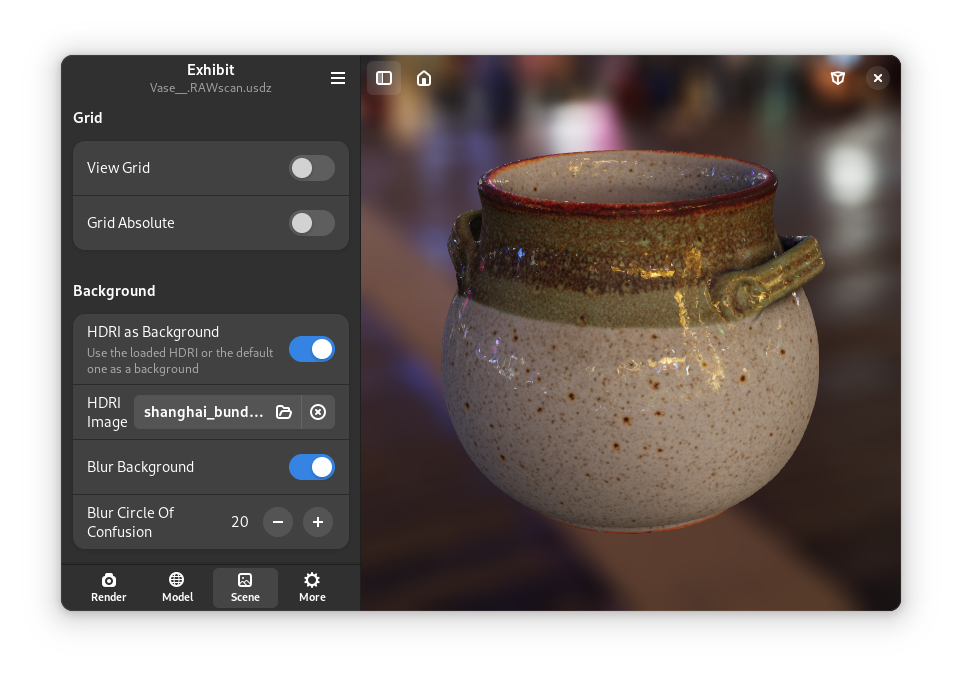 Exhibit
Vase__.RAWscan.usdz
Grid
View Grid
Grid Absolute
Background
HDRI as Background
Use the loaded HDRI or the default
one as a background
HDRI
Image
shanghai_bund...
Blur Background
Blur Circle Of
Confusion
20
Render
Model
Scene
More